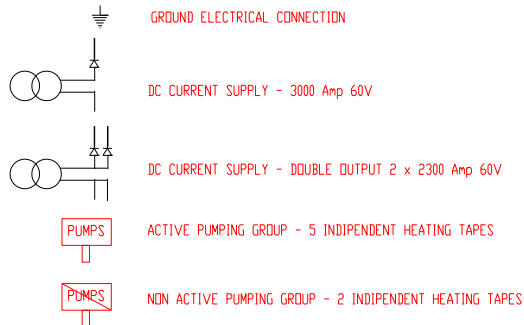 GROUND ELECTRICAL CONNECTION
DC CURRENT SUPPLY - 3000 Amp 60V
DC CURRENT SUPPLY - DOUBLE OUTPUT 2 x 2300 Amp 60V
PUMPS ACTIVE PUMPING GROUP - 5 INDIPENDENT HEATING TAPES
PUMPS NON ACTIVE PUMPING GROUP - 2 INDIPENDENT HEATING TAPES